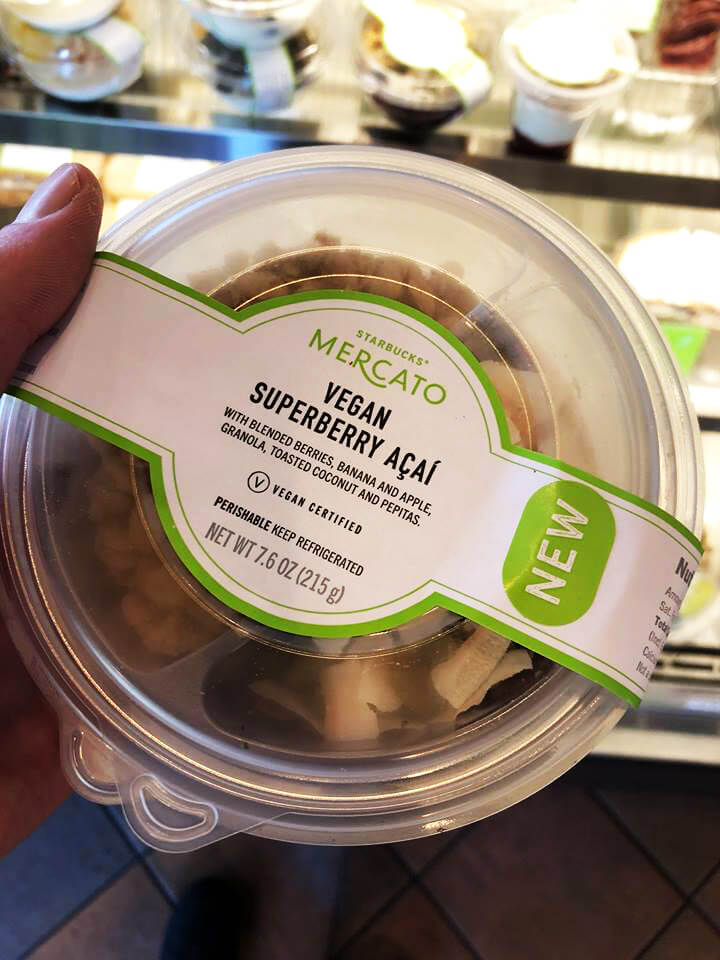 STARBUCKS®
MERCATO
VEGAN
SUPERBERRY AÇAÍ
WITH BLENDED BERRIES, BANANA AND APPLE,
GRANOLA, TOASTED COCONUT AND PEPITAS.
V VEGAN CERTIFIED
PERISHABLE KEEP REFRIGERATED
NET WT 7.6 OZ (215 g)
NEW